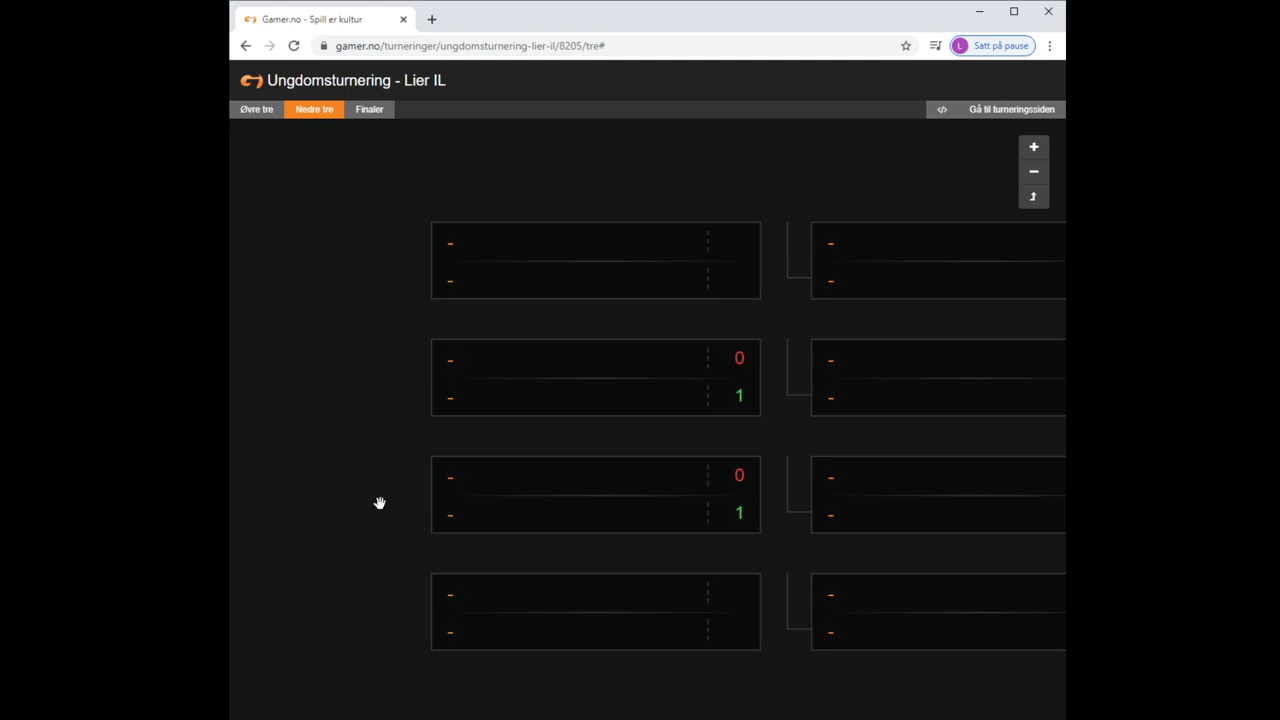 Gamer.no - Spill er kultur
gamer.no/turneringer/ungdomsturnering-lier-il/8205/tre#
L Satt på pause
Ungdomsturnering - Lier IL
Øvre tre Nedre tre Finaler </> Gå til turneringssiden
+
-
- -
- -
- 0 -
- 1 -
- 0 -
- 1 -
- -
- -